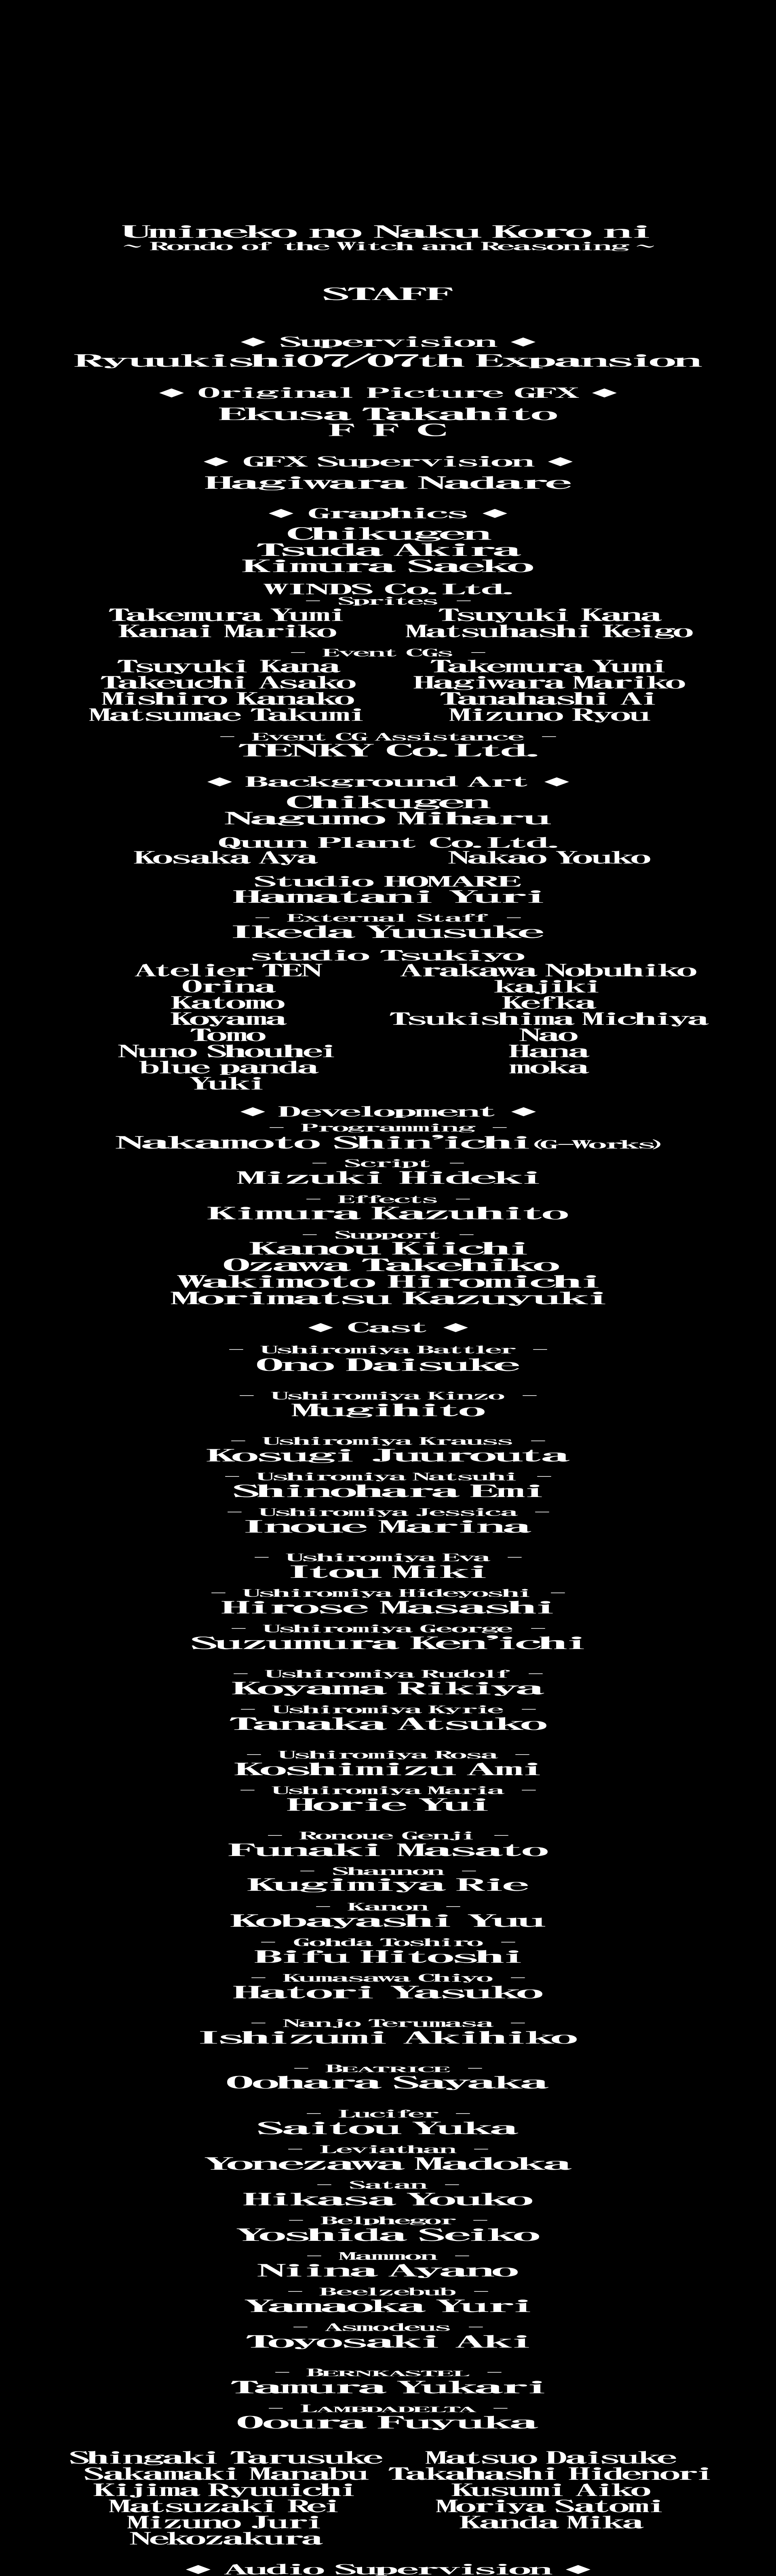 Umineko no Naku Koro ni
~ Rondo of the Witch and Reasoning ~
STAFF
◆ Supervision ◆
Ryuukishi07/07th Expansion
◆ Original Picture GFX ◆
Ekusa Takahito
F F C
◆ GFX Supervision ◆
Hagiwara Nadare
◆ Graphics ◆
Chikugen
Tsuda Akira
Kimura Saeko
WINDS Co.Ltd.
− Sprites −
Takemura Yumi Tsuyuki Kana
Kanai Mariko Matsuhashi Keigo
− Event CGs −
Tsuyuki Kana Takemura Yumi
Takeuchi Asako Hagiwara Mariko
Mishiro Kanako Tanahashi Ai
Matsumae Takumi Mizuno Ryou
− Event CG Assistance −
TENKY Co.Ltd.
◆ Background Art ◆
Chikugen
Nagumo Miharu
Quun Plant Co.Ltd.
Kosaka Aya Nakao Youko
Studio HOMARE
Hamatani Yuri
− External Staff −
Ikeda Yuusuke
studio Tsukiyo
Atelier TEN Arakawa Nobuhiko
Orina kajiki
Katomo Kefka
Koyama Tsukishima Michiya
Tomo Nao
Nuno Shouhei Hana
blue panda moka
Yuki
◆ Development ◆
− Programming −
Nakamoto Shin'ichi(G−Works)
− Script −
Mizuki Hideki
− Effects −
Kimura Kazuhito
− Support −
Kanou Kiichi
Ozawa Takehiko
Wakimoto Hiromichi
Morimatsu Kazuyuki
◆ Cast ◆
− Ushiromiya Battler −
Ono Daisuke
− Ushiromiya Kinzo −
Mugihito
− Ushiromiya Krauss −
Kosugi Juurouta
− Ushiromiya Natsuhi −
Shinohara Emi
− Ushiromiya Jessica −
Inoue Marina
− Ushiromiya Eva −
Itou Miki
− Ushiromiya Hideyoshi −
Hirose Masashi
− Ushiromiya George −
Suzumura Ken'ichi
− Ushiromiya Rudolf −
Koyama Rikiya
− Ushiromiya Kyrie −
Tanaka Atsuko
− Ushiromiya Rosa −
Koshimizu Ami
− Ushiromiya Maria −
Horie Yui
− Ronoue Genji −
Funaki Masato
− Shannon −
Kugimiya Rie
− Kanon −
Kobayashi Yuu
− Gohda Toshiro −
Bifu Hitoshi
− Kumasawa Chiyo −
Hatori Yasuko
− Nanjo Terumasa −
Ishizumi Akihiko
− BEATRICE −
Oohara Sayaka
− Lucifer −
Saitou Yuka
− Leviathan −
Yonezawa Madoka
− Satan −
Hikasa Youko
− Belphegor −
Yoshida Seiko
− Mammon −
Niina Ayano
− Beelzebub −
Yamaoka Yuri
− Asmodeus −
Toyosaki Aki
− BERNKASTEL −
Tamura Yukari
− LAMBDADELTA −
Ooura Fuyuka
Shingaki Tarusuke Matsuo Daisuke
Sakamaki Manabu Takahashi Hidenori
Kijima Ryuuichi Kusumi Aiko
Matsuzaki Rei Moriya Satomi
Mizuno Juri Kanda Mika
Nekozakura
◆ Audio Supervision ◆